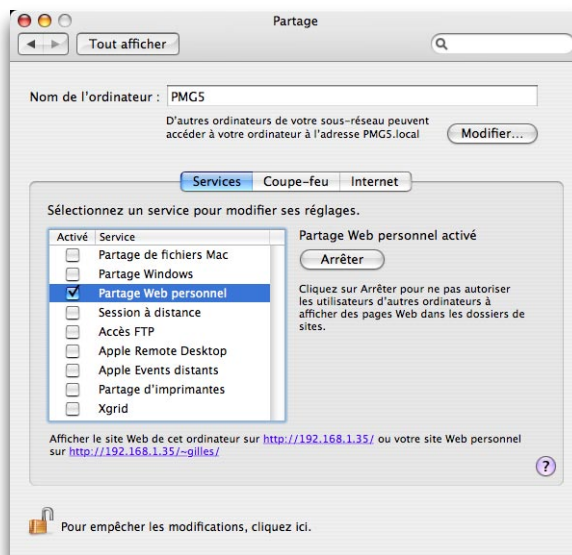 Partage
Tout afficher
Nom de l'ordinateur : PMG5
D'autres ordinateurs de votre sous-réseau peuvent
accéder à votre ordinateur à l'adresse PMG5.local
Modifier...
Services Coupe-feu Internet
Sélectionnez un service pour modifier ses réglages.
Activé Service
Partage de fichiers Mac
Partage Windows
Partage Web personnel
Session à distance
Accès FTP
Apple Remote Desktop
Apple Events distants
Partage d'imprimantes
Xgrid
Partage Web personnel activé
Arrêter
Cliquez sur Arrêter pour ne pas autoriser
les utilisateurs d'autres ordinateurs à
afficher des pages Web dans les dossiers de
sites.
Afficher le site Web de cet ordinateur sur http://192.168.1.35/ ou votre site Web personnel
sur http://192.168.1.35/~gilles/
?
Pour empêcher les modifications, cliquez ici.